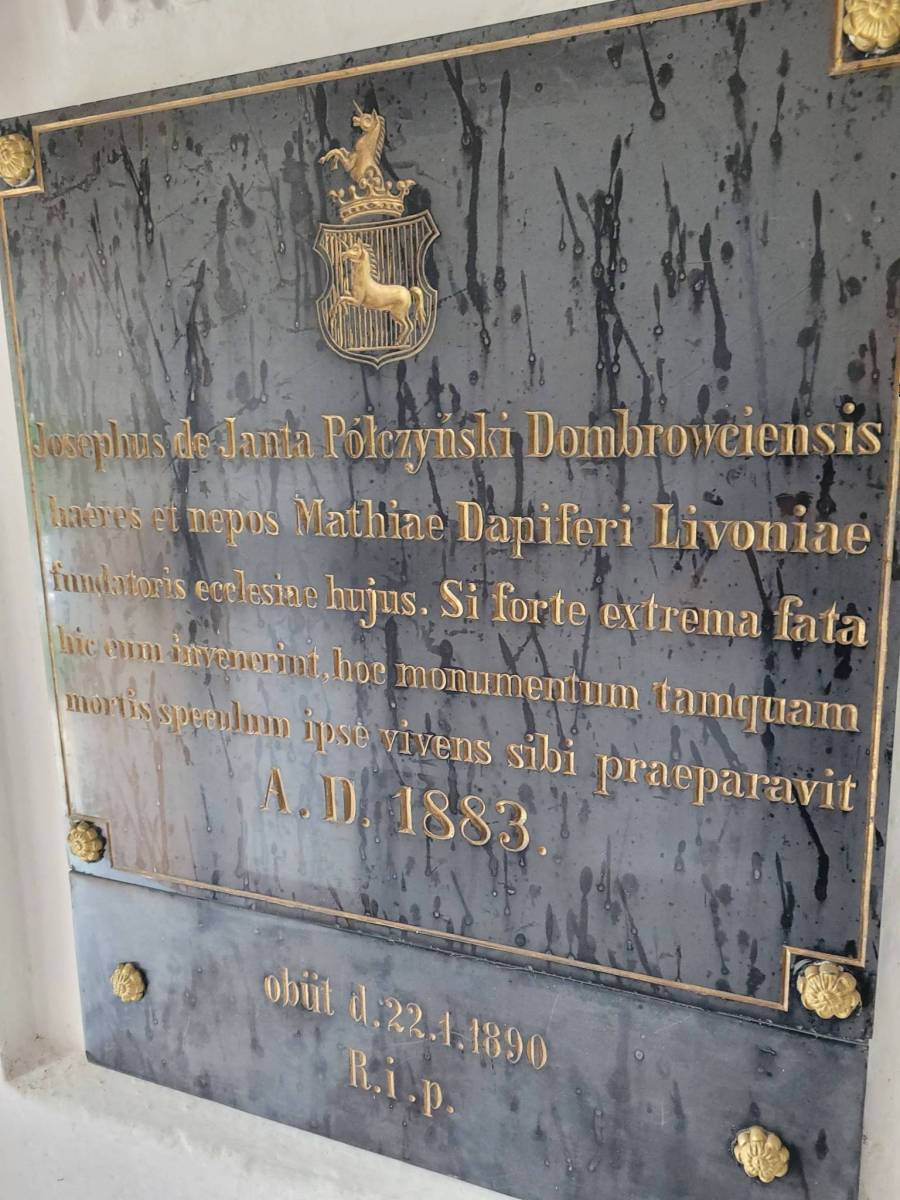 Josephus de Janta Półczyński Dombrowciensis
haeres et nepos Mathiae Dapiferi Livoniae
fundatoris ecclesiae hujus. Si forte extrema fata
hic eum invenerint, hoc monumentum tamquam
mortis speculum ipse vivens sibi praeparavit
A. D. 1883.
obüt d. 22.1.1890
R.i.p.